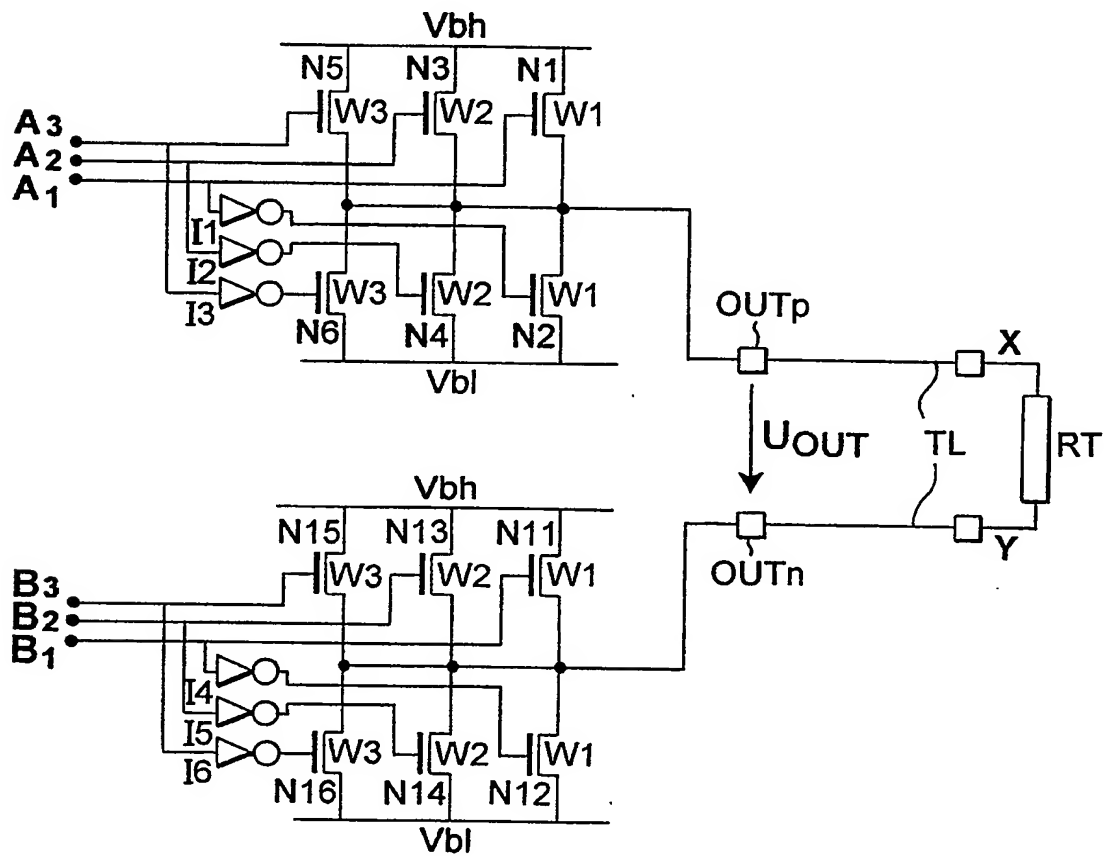 Vbh
N5 N3 N1
W3 W2 W1
A3
A2
A1
I1
I2
I3
W3 W2 W1
N6 N4 N2
Vbl
OUTp
X
UOUT
TL
RT
Y
OUTn
Vbh
N15 N13 N11
W3 W2 W1
B3
B2
B1
I4
I5
I6
W3 W2 W1
N16 N14 N12
Vbl